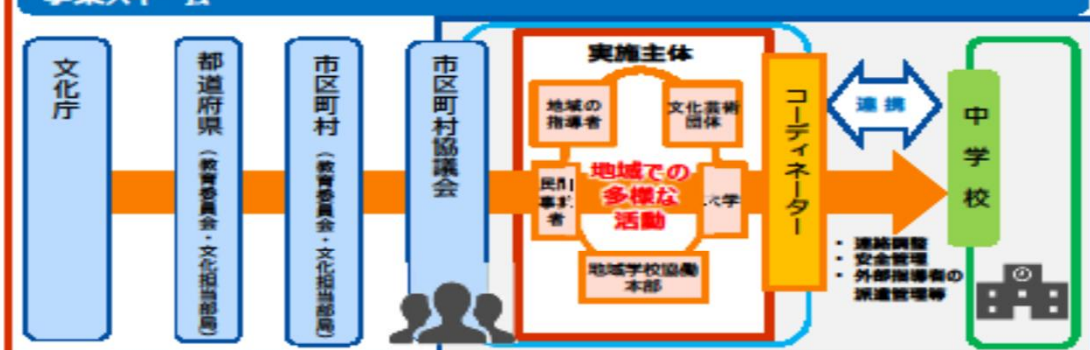 文化庁
都道府県（教育委員会・文化担当部局）
市区町村（教育委員会・文化担当部局）
市区町村協議会
実施主体
地域の
指導者
文化芸術
団体
民間
事業
者
地域での
多様な
活動
大学
地域学校協働
本部
コーディネーター
連携
・ 連絡調整
・ 安全管理
・ 外部指導者の
派遣管理等
中学校